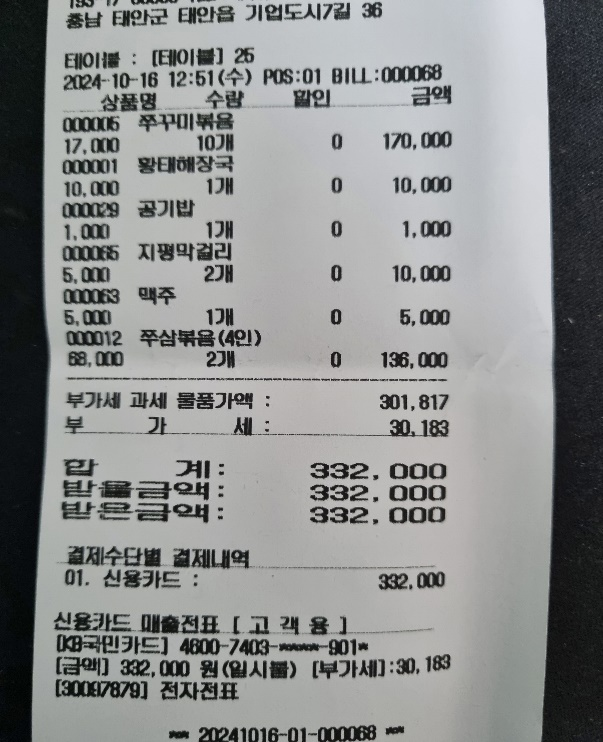 충남 태안군 태안읍 기업도시7길 36
테이블 : [테이블] 25
2024-10-16 12:51(수) POS:01 BILL:000068
상품명 수량 할인 금액
000005 쭈꾸미볶음
17,000 10개 0 170,000
000001 황태해장국
10,000 1개 0 10,000
000029 공기밥
1,000 1개 0 1,000
000065 지평막걸리
5,000 2개 0 10,000
000063 맥주
5,000 1개 0 5,000
000012 쭈삼볶음(4인)
68,000 2개 0 136,000
부가세 과세 물품가액 : 301,817
부 가 세 : 30,183
합 계 : 332,000
받을금액 : 332,000
받은금액 : 332,000
결제수단별 결제내역
01. 신용카드 : 332,000
신용카드 매출전표 [ 고 객 용 ]
[KB국민카드] 4600-7403-****-901*
[금액] 332,000 원(일시불) [부가세]:30,183
[30097879] 전자전표
** 20241016-01-000068 **